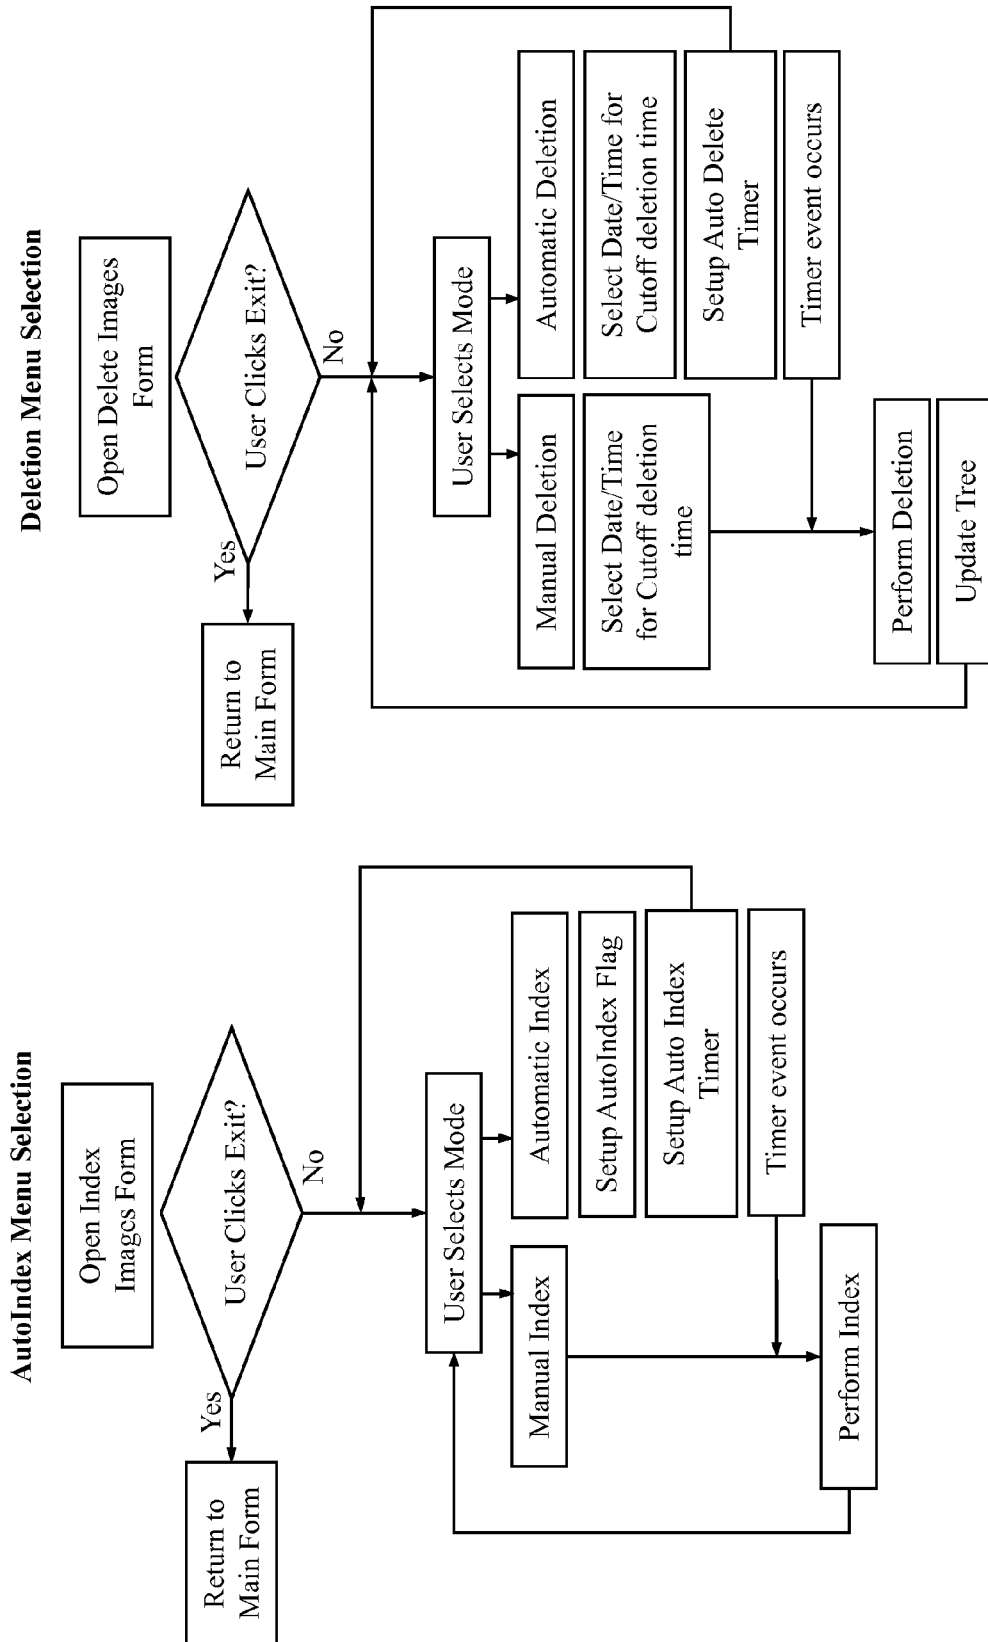 AutoIndex Menu Selection
Open Index
Images Form
User Clicks Exit?
Yes
No
Return to
Main Form
User Selects Mode
Manual Index
Automatic Index
Setup AutoIndex Flag
Setup Auto Index
Timer
Timer event occurs
Perform Index
Deletion Menu Selection
Open Delete Images
Form
User Clicks Exit?
Yes
No
Return to
Main Form
User Selects Mode
Manual Deletion
Select Date/Time
for Cutoff deletion
time
Automatic Deletion
Select Date/Time for
Cutoff deletion time
Setup Auto Delete
Timer
Timer event occurs
Perform Deletion
Update Tree